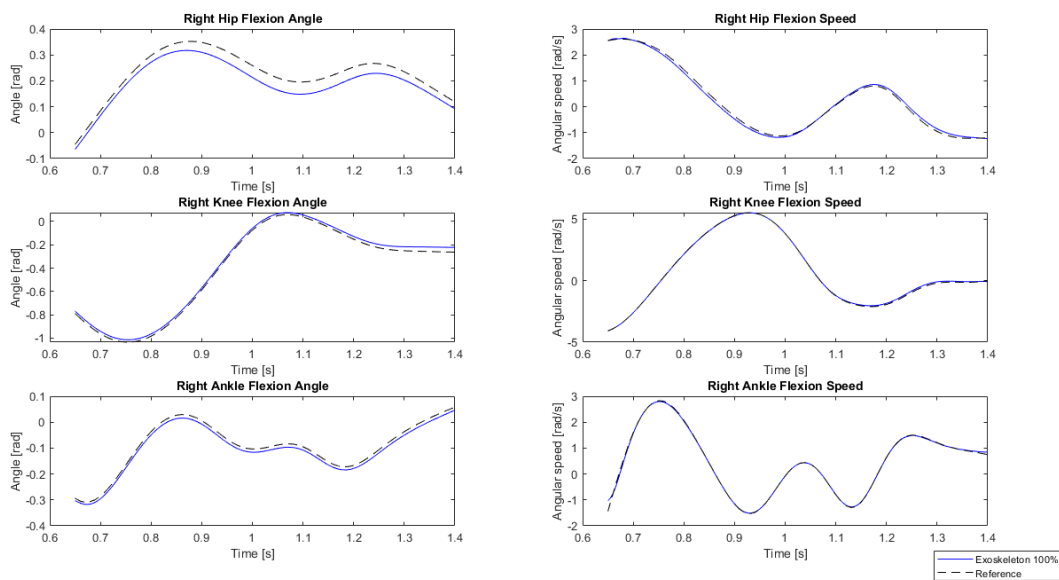 Right Hip Flexion Angle
Angle [rad]
0.4
0.3
0.2
0.1
0
-0.1
0.6 0.7 0.8 0.9 1 1.1 1.2 1.3 1.4
Time [s]
Right Hip Flexion Speed
Angular speed [rad/s]
3
2
1
0
-1
-2
0.6 0.7 0.8 0.9 1 1.1 1.2 1.3 1.4
Time [s]
Right Knee Flexion Angle
Angle [rad]
0
-0.2
-0.4
-0.6
-0.8
-1
0.6 0.7 0.8 0.9 1 1.1 1.2 1.3 1.4
Time [s]
Right Knee Flexion Speed
Angular speed [rad/s]
5
0
-5
0.6 0.7 0.8 0.9 1 1.1 1.2 1.3 1.4
Time [s]
Right Ankle Flexion Angle
Angle [rad]
0.1
-0.1
-0.1
-0.2
-0.3
-0.4
0.6 0.7 0.8 0.9 1 1.1 1.2 1.3 1.4
Time [s]
Right Ankle Flexion Speed
Angular speed [rad/s]
3
2
1
0
-1
-2
0.6 0.7 0.8 0.9 1 1.1 1.2 1.3 1.4
Time [s]
Exoskeleton 100%
Reference